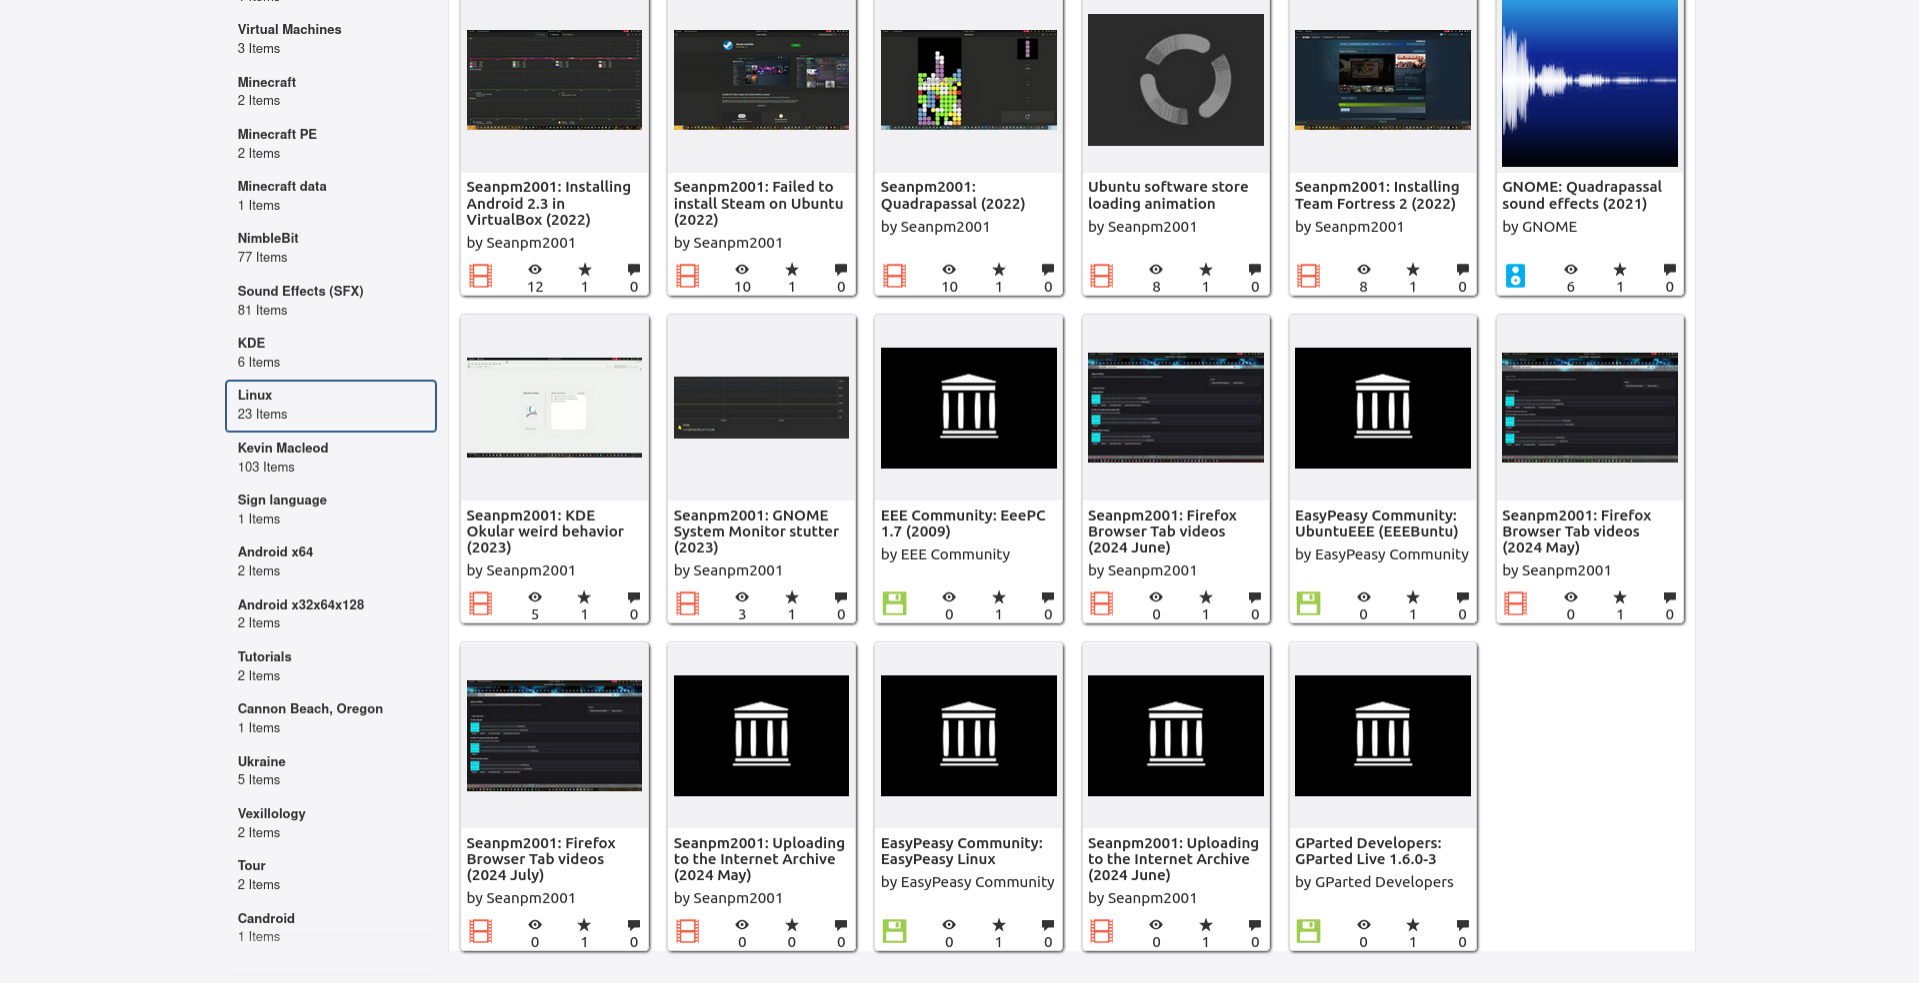 Virtual Machines
3 Items
Minecraft
2 Items
Minecraft PE
2 Items
Minecraft data
1 Items
NimbleBit
77 Items
Sound Effects (SFX)
81 Items
KDE
6 Items
Linux
23 Items
Kevin Macleod
103 Items
Sign language
1 Items
Android x64
2 Items
Android x32x64x128
2 Items
Tutorials
2 Items
Cannon Beach, Oregon
1 Items
Ukraine
5 Items
Vexillology
2 Items
Tour
2 Items
Candroid
1 Items
Seanpm2001: Installing
Android 2.3 in
VirtualBox (2022)
by Seanpm2001
12 1 0
Seanpm2001: Failed to
install Steam on Ubuntu
(2022)
by Seanpm2001
10 1 0
Seanpm2001:
Quadrapassal (2022)
by Seanpm2001
10 1 0
Ubuntu software store
loading animation
by Seanpm2001
8 1 0
Seanpm2001: Installing
Team Fortress 2 (2022)
by Seanpm2001
8 1 0
GNOME: Quadrapassal
sound effects (2021)
by GNOME
6 1 0
Seanpm2001: KDE
Okular weird behavior
(2023)
by Seanpm2001
5 1 0
Seanpm2001: GNOME
System Monitor stutter
(2023)
by Seanpm2001
3 1 0
EEE Community: EeePC
1.7 (2009)
by EEE Community
0 1 0
Seanpm2001: Firefox
Browser Tab videos
(2024 June)
by Seanpm2001
0 1 0
EasyPeasy Community:
UbuntuEEE (EEEBuntu)
by EasyPeasy Community
0 1 0
Seanpm2001: Firefox
Browser Tab videos
(2024 May)
by Seanpm2001
0 1 0
Seanpm2001: Firefox
Browser Tab videos
(2024 July)
by Seanpm2001
0 1 0
Seanpm2001: Uploading
to the Internet Archive
(2024 May)
by Seanpm2001
0 0 0
EasyPeasy Community:
EasyPeasy Linux
by EasyPeasy Community
0 1 0
Seanpm2001: Uploading
to the Internet Archive
(2024 June)
by Seanpm2001
0 1 0
GParted Developers:
GParted Live 1.6.0-3
by GParted Developers
0 1 0